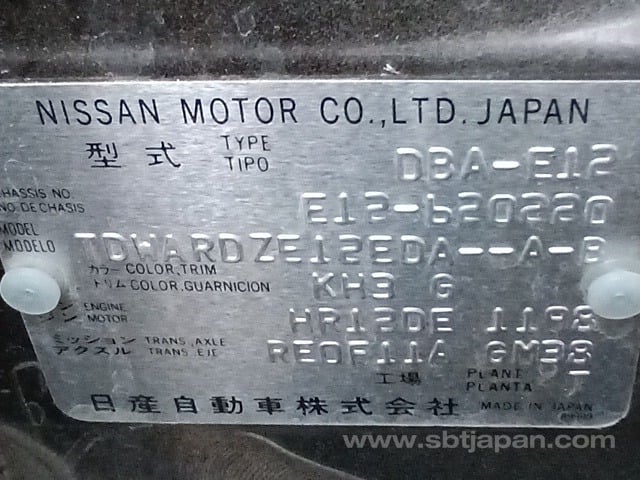 NISSAN MOTOR CO.,LTD. JAPAN
型式 TYPE TIPO DBA-E12
CHASSIS NO. NO. DE CHASIS E12-620220
MODEL MODELO TDWARDZE12EDA--A-B
カラー COLOR,TRIM
トリム COLOR,GUARNICION KH3 G
ENGINE MOTOR HR12DE 1198
ミッション TRANS. AXLE
アクスル TRANS. EJE RE0F11A GM38
工場 PLANT PLANTA
日産自動車株式会社 MADE IN JAPAN
www.sbtjapan.com